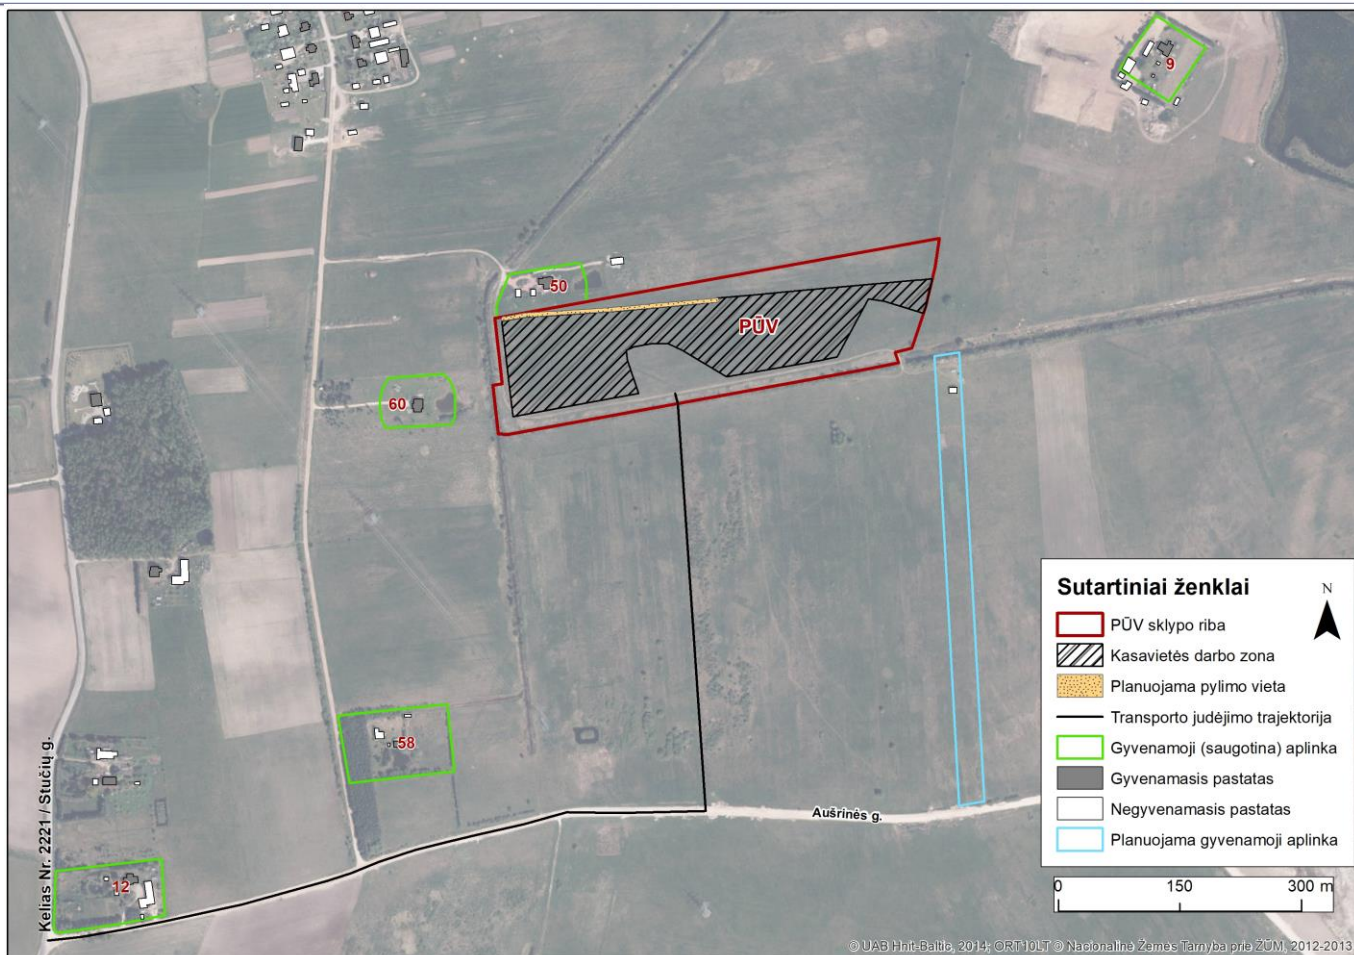 9
50
PŪV
60
58
12
Kelias Nr. 2221 / Stučių g.
Aušrinės g.
Sutartiniai ženklai
N
PŪV sklypo riba
Kasavietės darbo zona
Planuojama pylimo vieta
Transporto judėjimo trajektorija
Gyvenamoji (saugotina) aplinka
Gyvenamasis pastatas
Negyvenamasis pastatas
Planuojama gyvenamoji aplinka
0 150 300 m
© UAB Hnit-Baltic, 2014; ORT10LT © Nacionalinė Žemės Tarnyba prie ŽŪM, 2012-2013